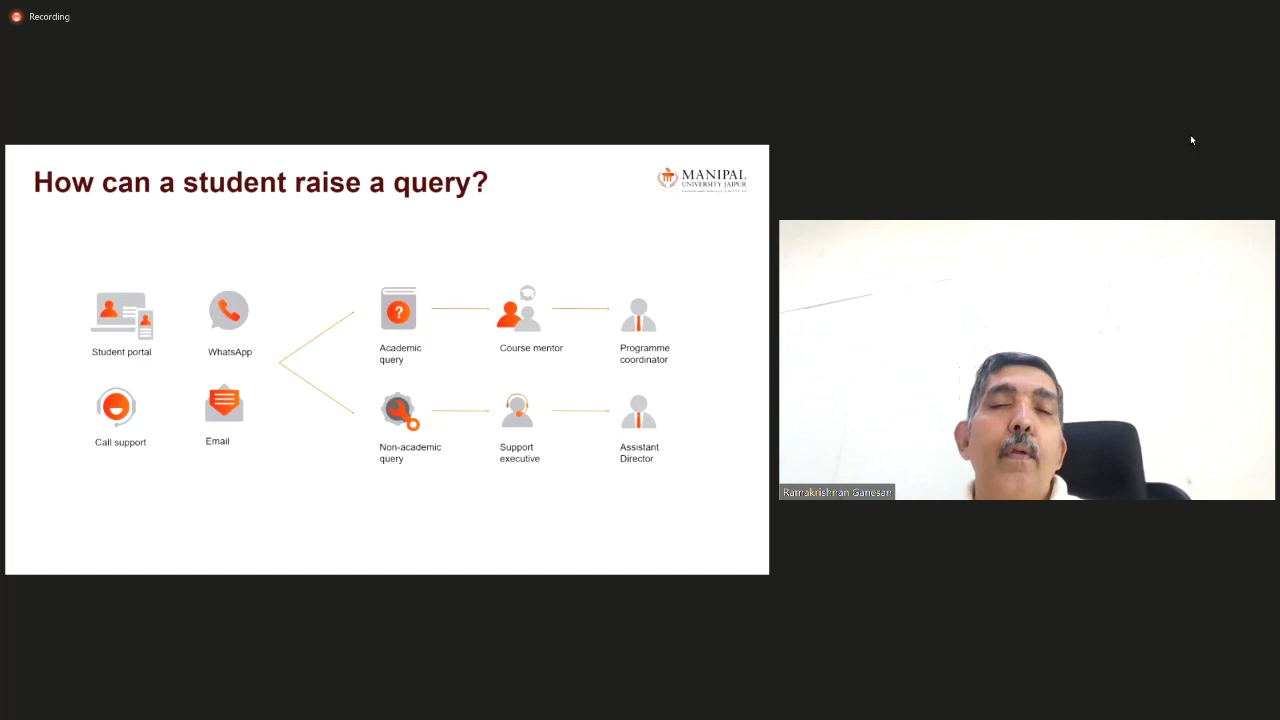 Recording
How can a student raise a query?
MANIPAL
UNIVERSITY JAIPUR
Student portal
WhatsApp
Call support
Email
?
Academic
query
Course mentor
Programme
coordinator
Non-academic
query
Support
executive
Assistant
Director
Ramakrishnan Ganesan